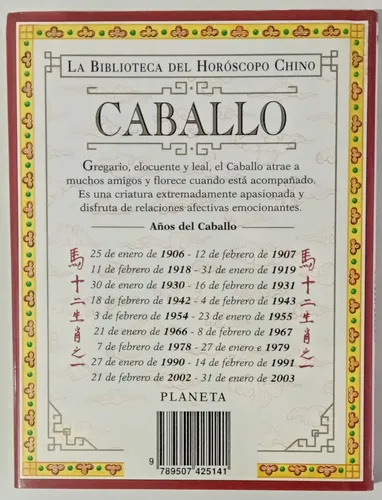 LA BIBLIOTECA DEL HORÓSCOPO CHINO
CABALLO
Gregario, elocuente y leal, el Caballo atrae a
muchos amigos y florece cuando está acompañado.
Es una criatura extremadamente apasionada y
disfruta de relaciones afectivas emocionantes.
Años del Caballo
25 de enero de 1906 - 12 de febrero de 1907
11 de febrero de 1918 - 31 de enero de 1919
30 de enero de 1930 - 16 de febrero de 1931
18 de febrero de 1942 - 4 de febrero de 1943
3 de febrero de 1954 - 23 de enero de 1955
21 de enero de 1966 - 8 de febrero de 1967
7 de febrero de 1978 - 27 de enero e 1979
27 de enero de 1990 - 14 de febrero de 1991
21 de febrero de 2002 - 31 de enero de 2003
馬十二生肖之一
馬十二生肖之一
PLANETA
9 789507 425141